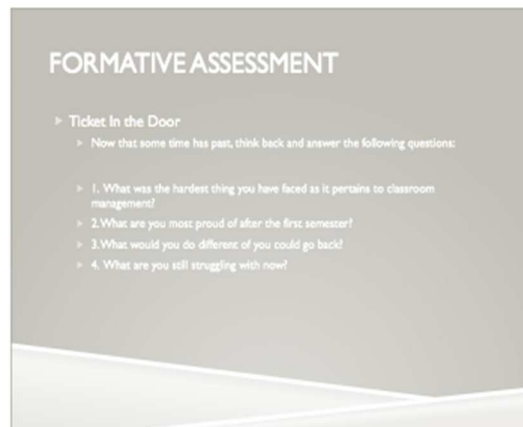 FORMATIVE ASSESSMENT
Ticket In the Door
Now that some time has past, think back and answer the following questions:
1. What was the hardest thing you have faced as it pertains to classroom
management?
2. What are you most proud of after the first semester?
3. What would you do different of you could go back?
4. What are you still struggling with now?